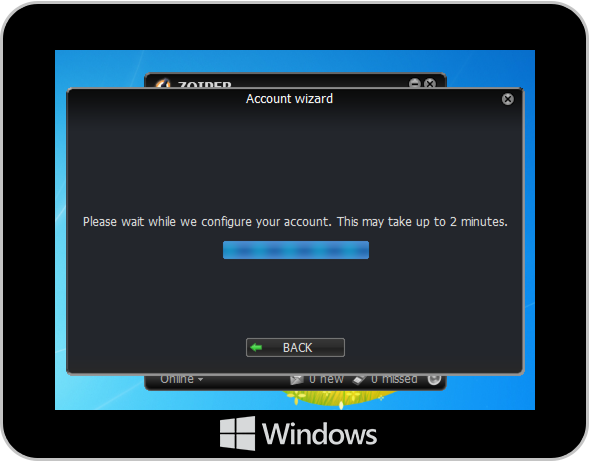 ZOIPER
Account wizard
Please wait while we configure your account. This may take up to 2 minutes.
BACK
Online
0 new
0 missed
Windows